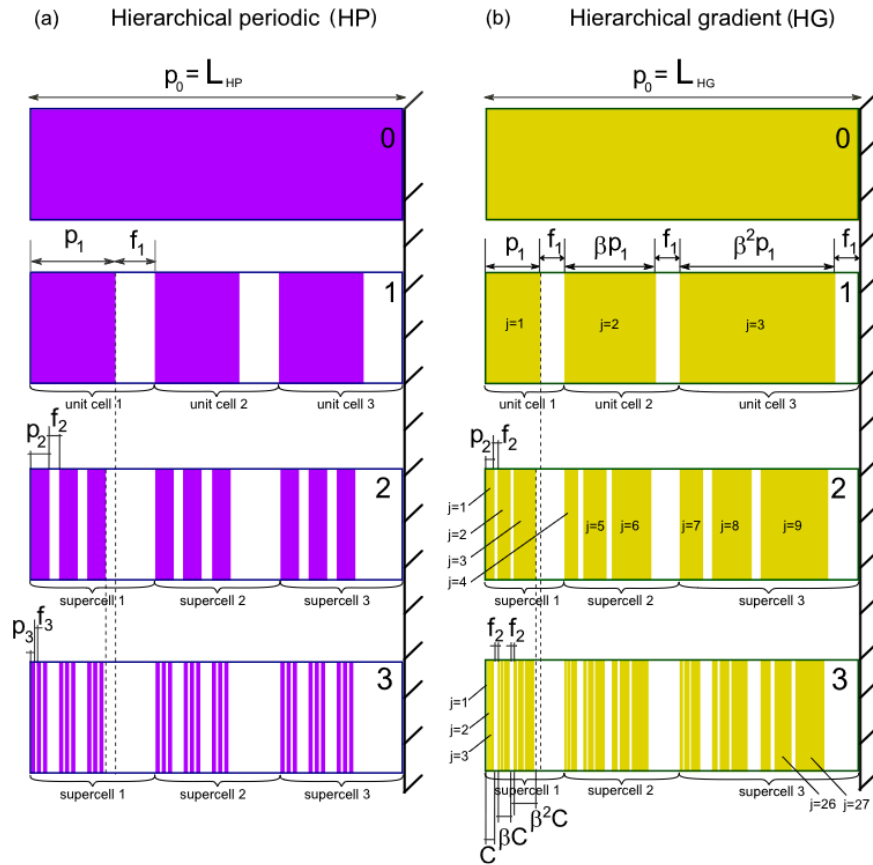 (a) Hierarchical periodic (HP)
p₀ = L HP
0
p₁ f₁
1
unit cell 1 unit cell 2 unit cell 3
p₂ f₂
2
supercell 1 supercell 2 supercell 3
p₃ f₃
3
supercell 1 supercell 2 supercell 3
(b) Hierarchical gradient (HG)
p₀ = L HG
0
p₁ f₁ βp₁ f₁ β²p₁ f₁
1
j=1 j=2 j=3
unit cell 1 unit cell 2 unit cell 3
p₂ f₂
2
j=1
j=2
j=3
j=4
j=5 j=6 j=7 j=8 j=9
supercell 1 supercell 2 supercell 3
f₂ f₂
3
j=1
j=2
j=3
supercell 1 supercell 2 supercell 3
j=26 j=27
C βC β²C